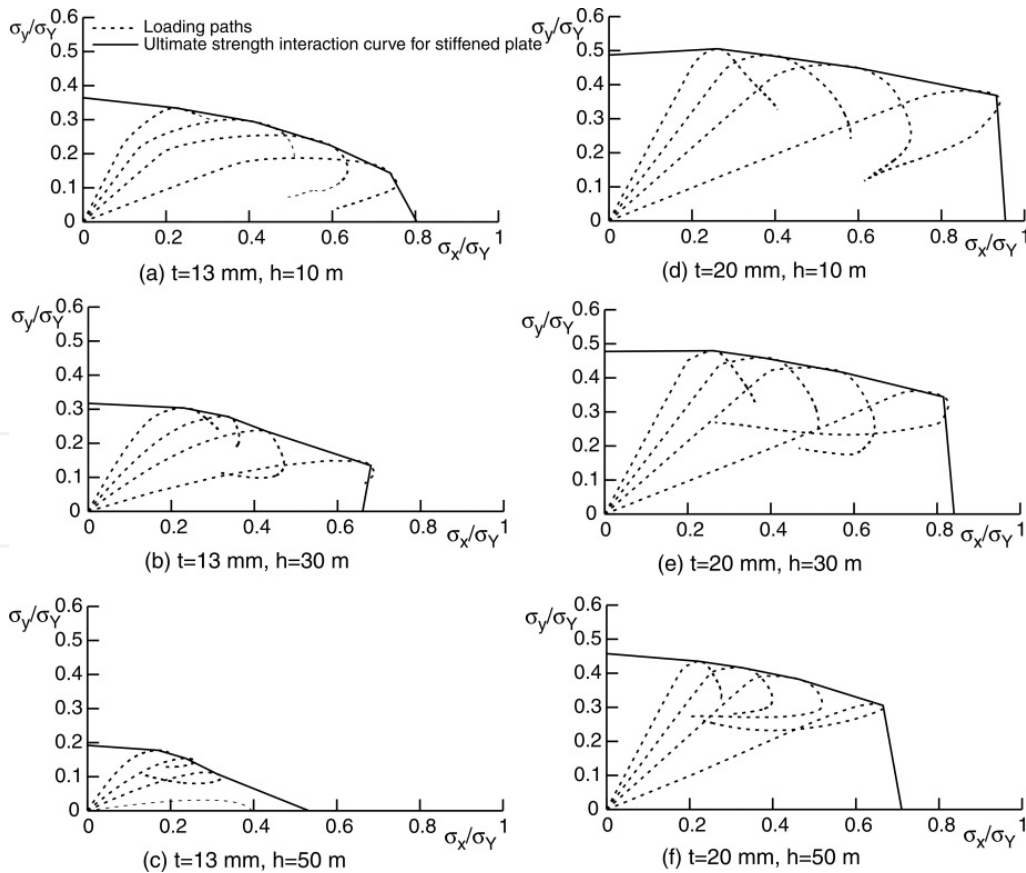 σy/σY
Loading paths
Ultimate strength interaction curve for stiffened plate
0.6
0.5
0.4
0.3
0.2
0.1
0
0 0.2 0.4 0.6 0.8 1
σx/σY
(a) t=13 mm, h=10 m
σy/σY
0.6
0.5
0.4
0.3
0.2
0.1
0
0 0.2 0.4 0.6 0.8 1
σx/σY
(d) t=20 mm, h=10 m
σy/σY
0.6
0.5
0.4
0.3
0.2
0.1
0
0 0.2 0.4 0.6 0.8 1
σx/σY
(b) t=13 mm, h=30 m
σy/σY
0.6
0.5
0.4
0.3
0.2
0.1
0
0 0.2 0.4 0.6 0.8 1
σx/σY
(e) t=20 mm, h=30 m
σy/σY
0.6
0.5
0.4
0.3
0.2
0.1
0
0 0.2 0.4 0.6 0.8 1
σx/σY
(c) t=13 mm, h=50 m
σy/σY
0.6
0.5
0.4
0.3
0.2
0.1
0
0 0.2 0.4 0.6 0.8 1
σx/σY
(f) t=20 mm, h=50 m